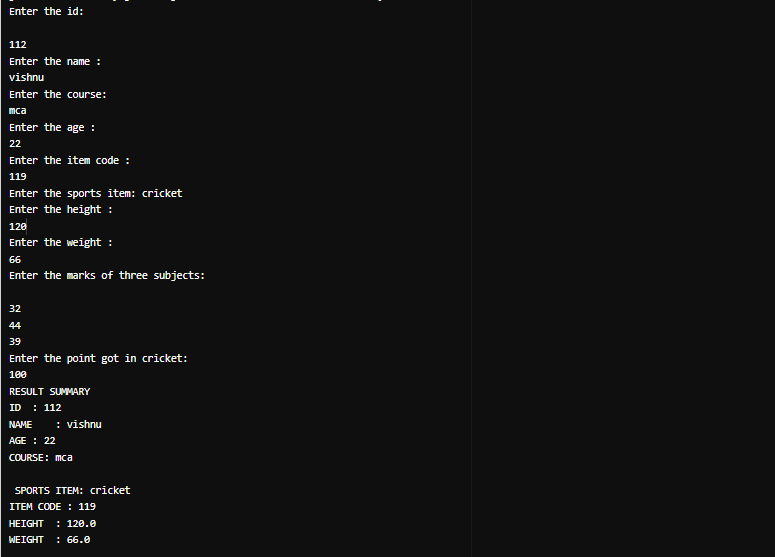 Enter the id:
112
Enter the name :
vishnu
Enter the course:
mca
Enter the age :
22
Enter the item code :
119
Enter the sports item: cricket
Enter the height :
120
Enter the weight :
66
Enter the marks of three subjects:
32
44
39
Enter the point got in cricket:
100
RESULT SUMMARY
ID  : 112
NAME    : vishnu
AGE : 22
COURSE: mca
SPORTS ITEM: cricket
ITEM CODE : 119
HEIGHT  : 120.0
WEIGHT  : 66.0